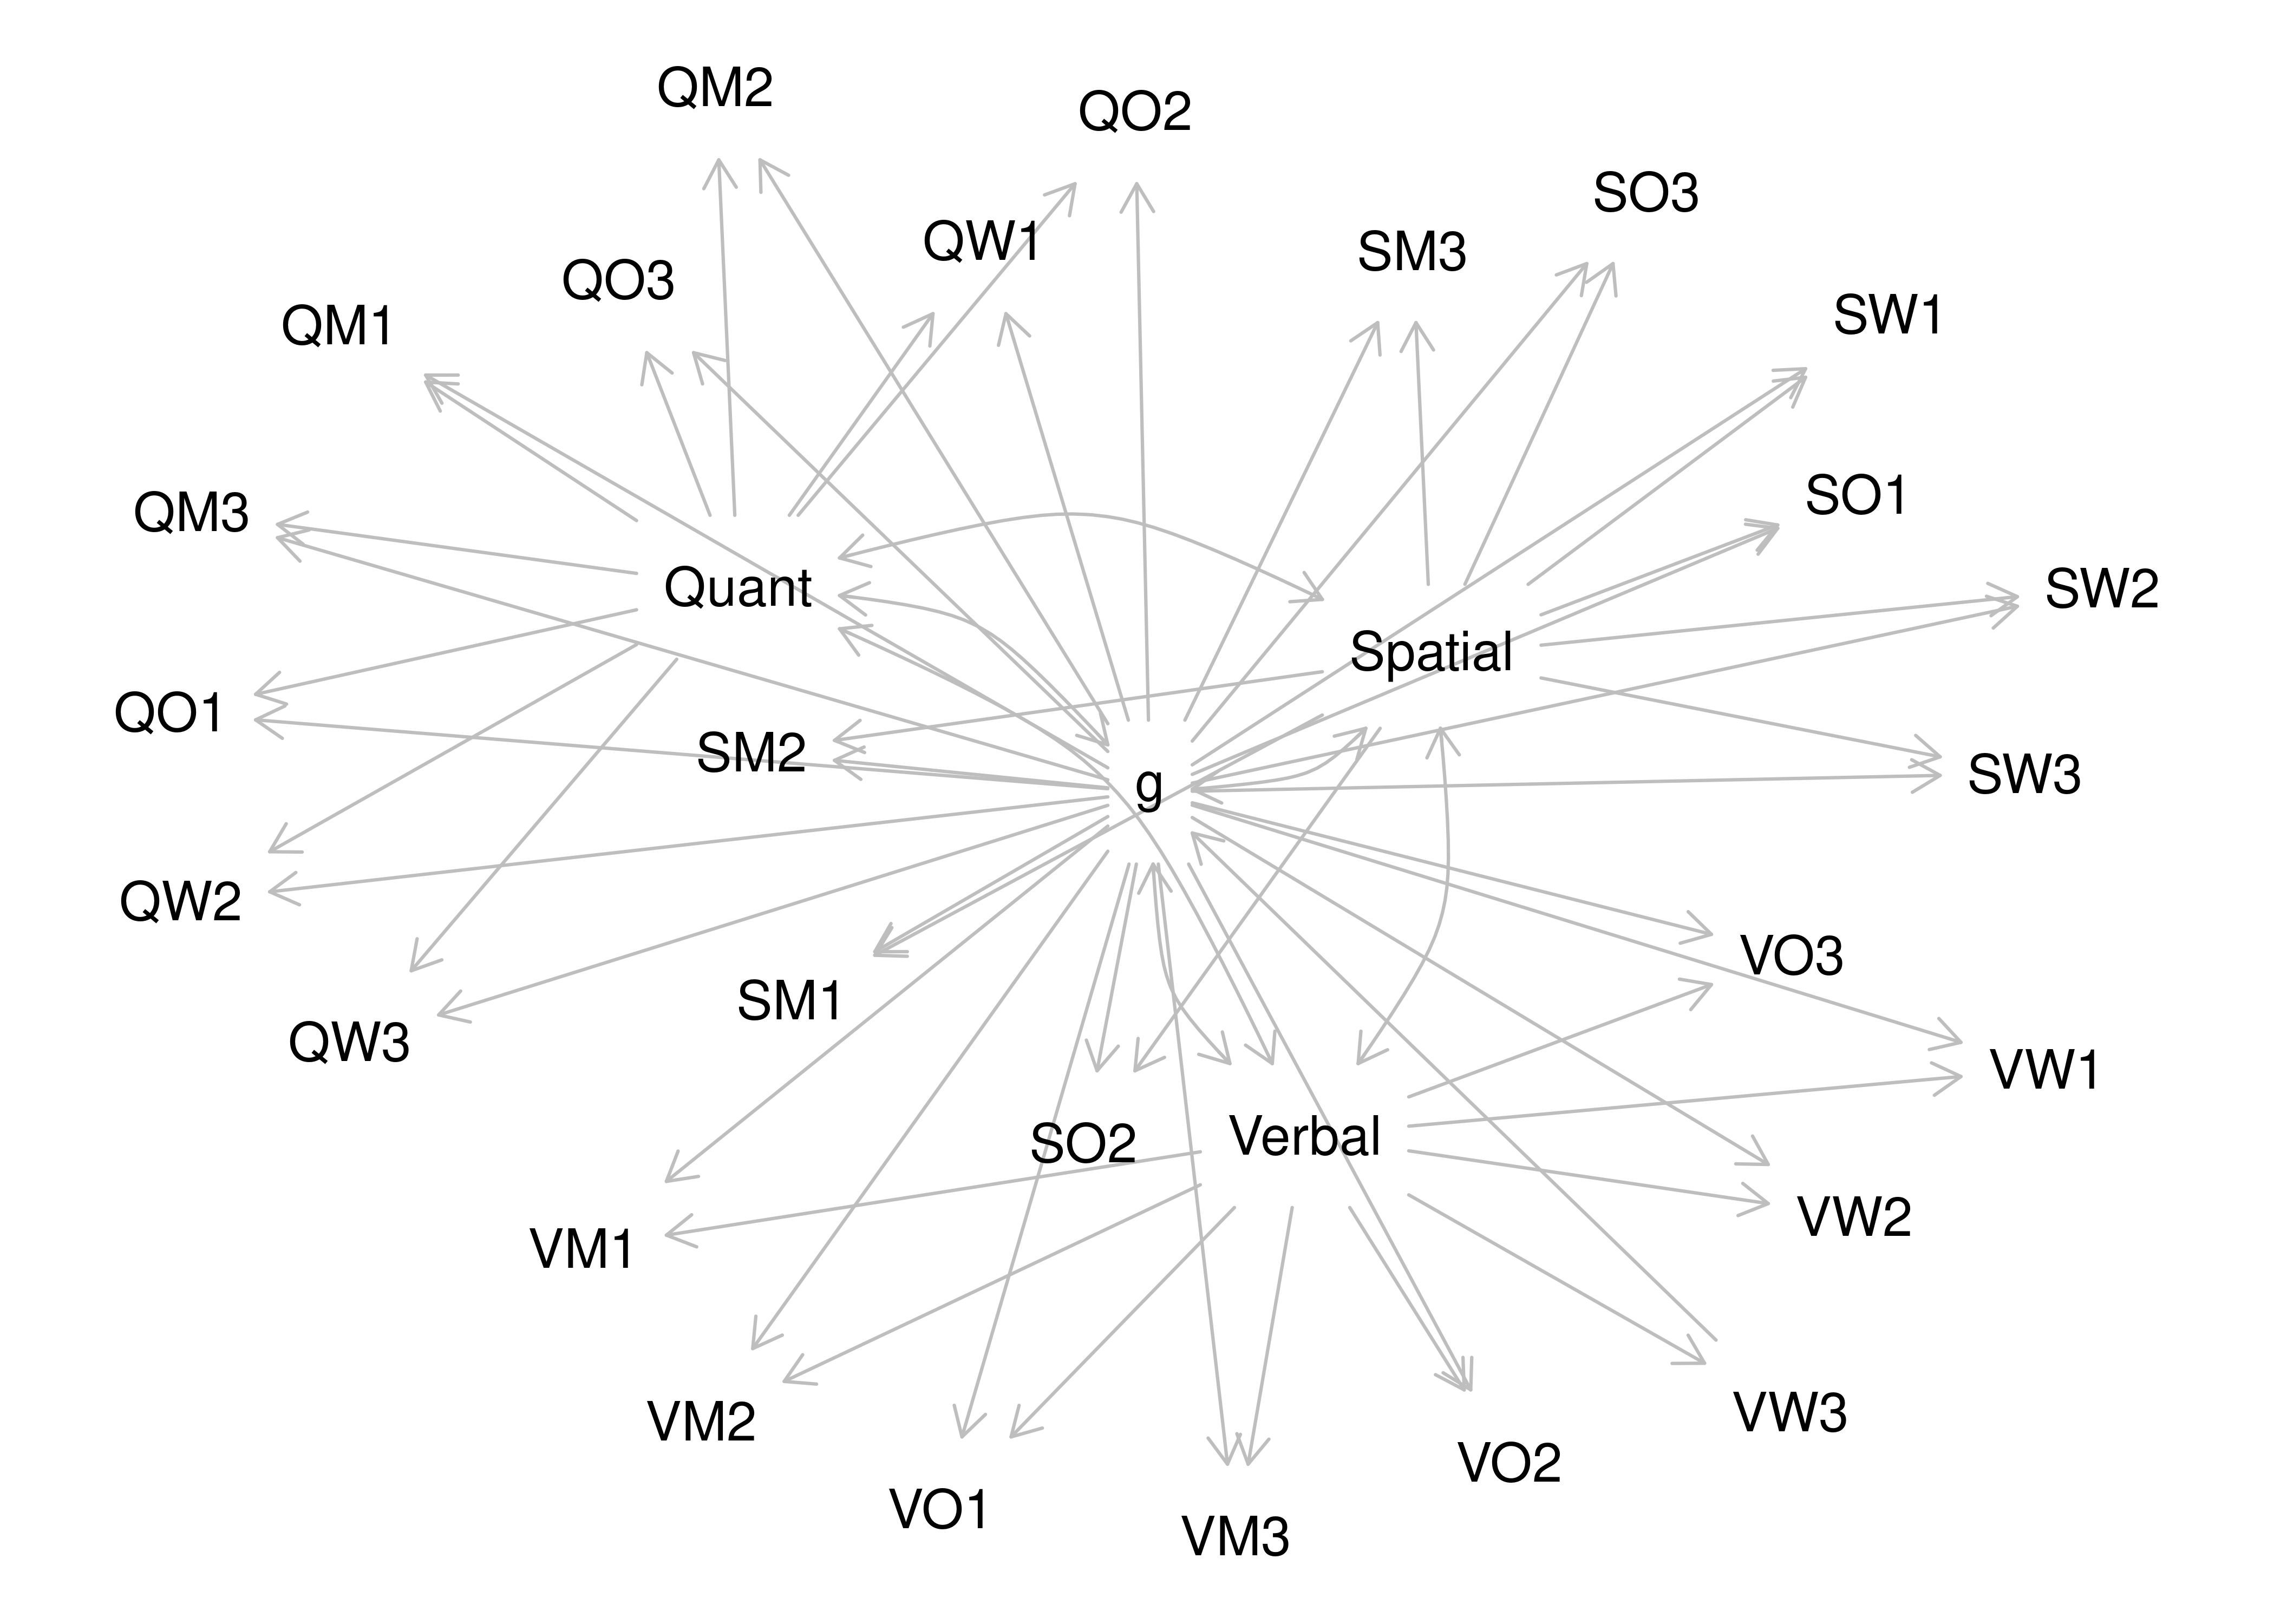 QM2
QO2
SO3
QW1
SM3
QO3
SW1
QM1
SO1
QM3
Quant
SW2
Spatial
QO1
SM2
SW3
g
QW2
VO3
SM1
QW3
VW1
SO2
Verbal
VW2
VM1
VW3
VM2
VO2
VO1
VM3